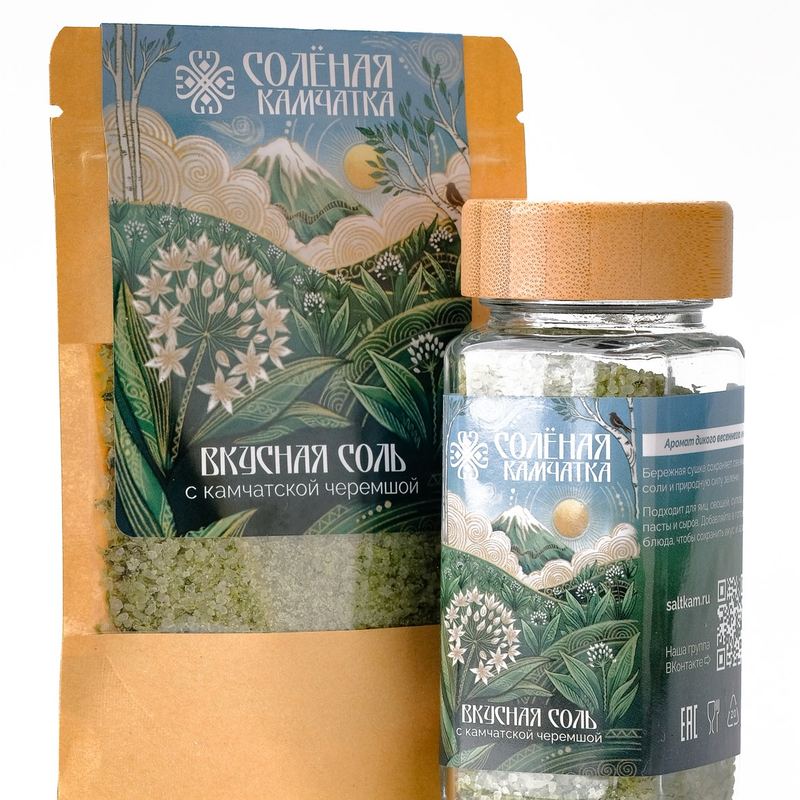 СОЛЁНАЯ
КАМЧАТКА
ВКУСНАЯ СОЛЬ
с камчатской черемшой
СОЛЁНАЯ
КАМЧАТКА
ВКУСНАЯ СОЛЬ
с камчатской черемшой
Аромат дикого весеннего
Бережная сушка сохраняет
соли и природную силу
Подходит для яиц, овощей,
пасты и сыров. Добавляйте в
блюда, чтобы сохранить вкус и
saltkam.ru
Наша группа
ВКонтакте
EAC